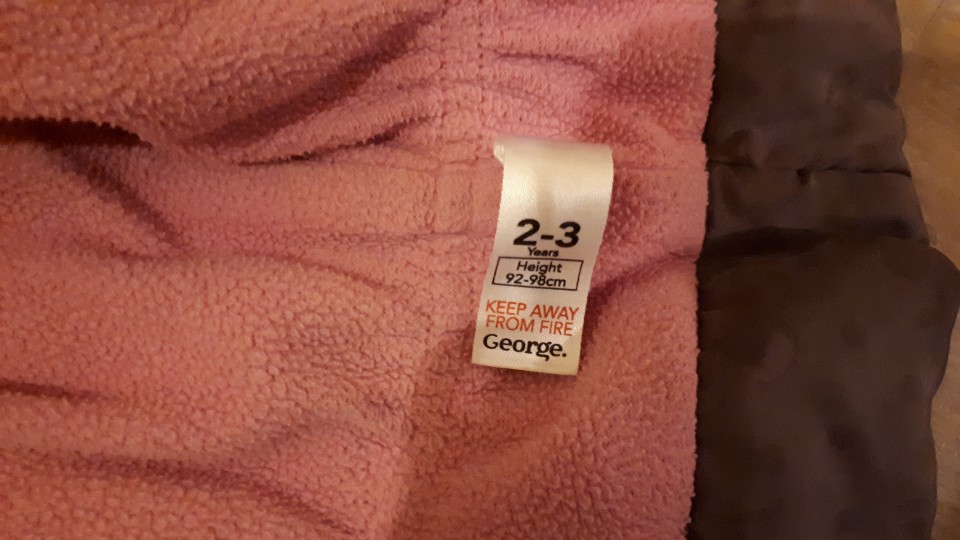 2-3
Years
Height
92-98cm
KEEP AWAY
FROM FIRE
George.